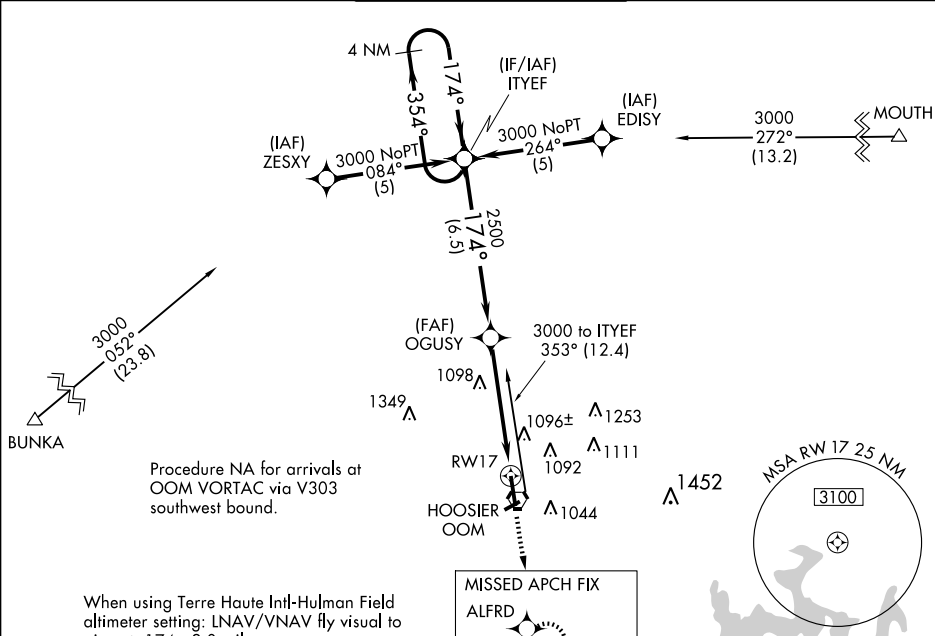 4 NM
174°
354°
(IF/IAF)
ITYEF
(IAF)
EDISY
3000
272°
(13.2)
MOUTH
(IAF)
ZESXY
3000 NoPT
084°
(5)
3000 NoPT
264°
(5)
2500
174°
(6.5)
3000
052°
(23.8)
BUNKA
(FAF)
OGUSY
3000 to ITYEF
353° (12.4)
1098
1349
1096±
1253
1111
1092
RW17
1452
HOOSIER
OOM
1044
Procedure NA for arrivals at
OOM VORTAC via V303
southwest bound.
MSA RW 17 25 NM
3100
MISSED APCH FIX
ALFRD
When using Terre Haute Intl-Hulman Field
altimeter setting: LNAV/VNAV fly visual to